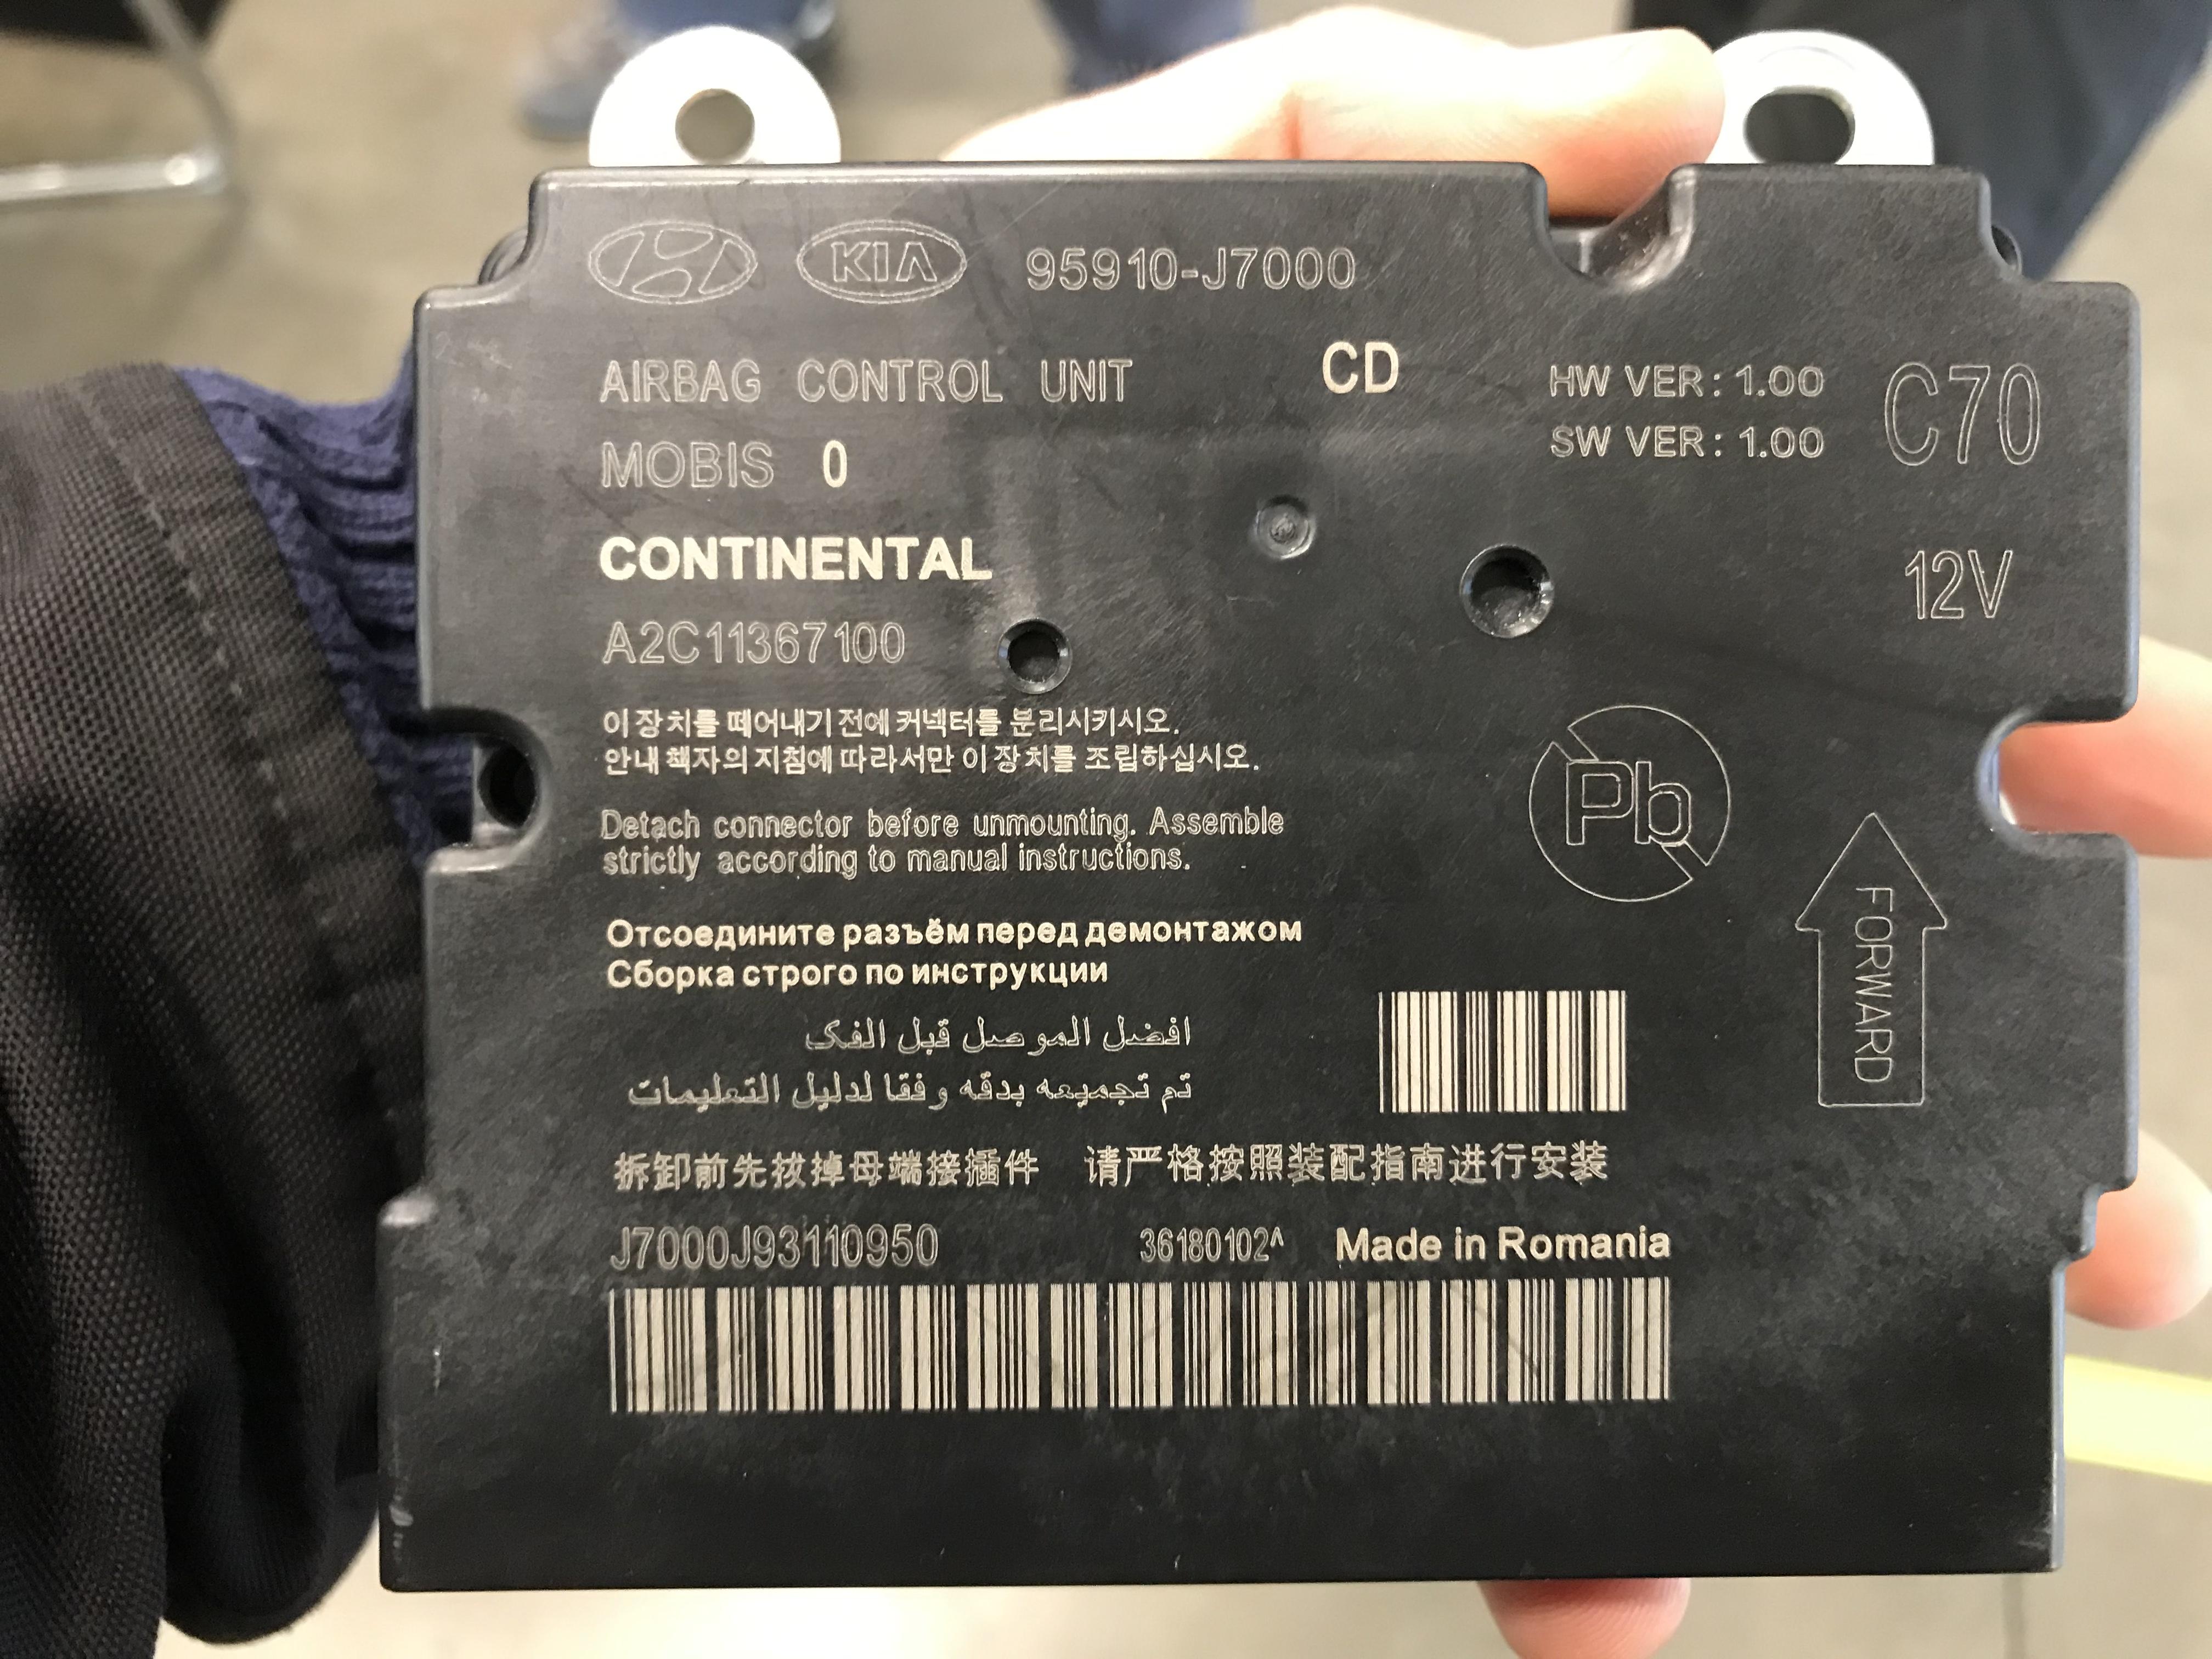 KIA 95910-J7000
AIRBAG CONTROL UNIT CD
HW VER: 1.00
C70
SW VER: 1.00
MOBIS 0
CONTINENTAL
12V
A2C11367100
이 장치를 떼어내기 전에 커넥터를 분리시키시오.
안내 책자의 지침에 따라서만 이 장치를 조립하십시오.
Pb
Detach connector before unmounting. Assemble
strictly according to manual instructions.
FORWARD
Отсоедините разъём перед демонтажом
Сборка строго по инструкции
افضل الموصل قبل الفک
تم تجميعه بدقه وفقا لدليل التعليمات
拆卸前先拔掉母端接插件 请严格按照装配指南进行安装
J7000J93110950 36180102^ Made in Romania